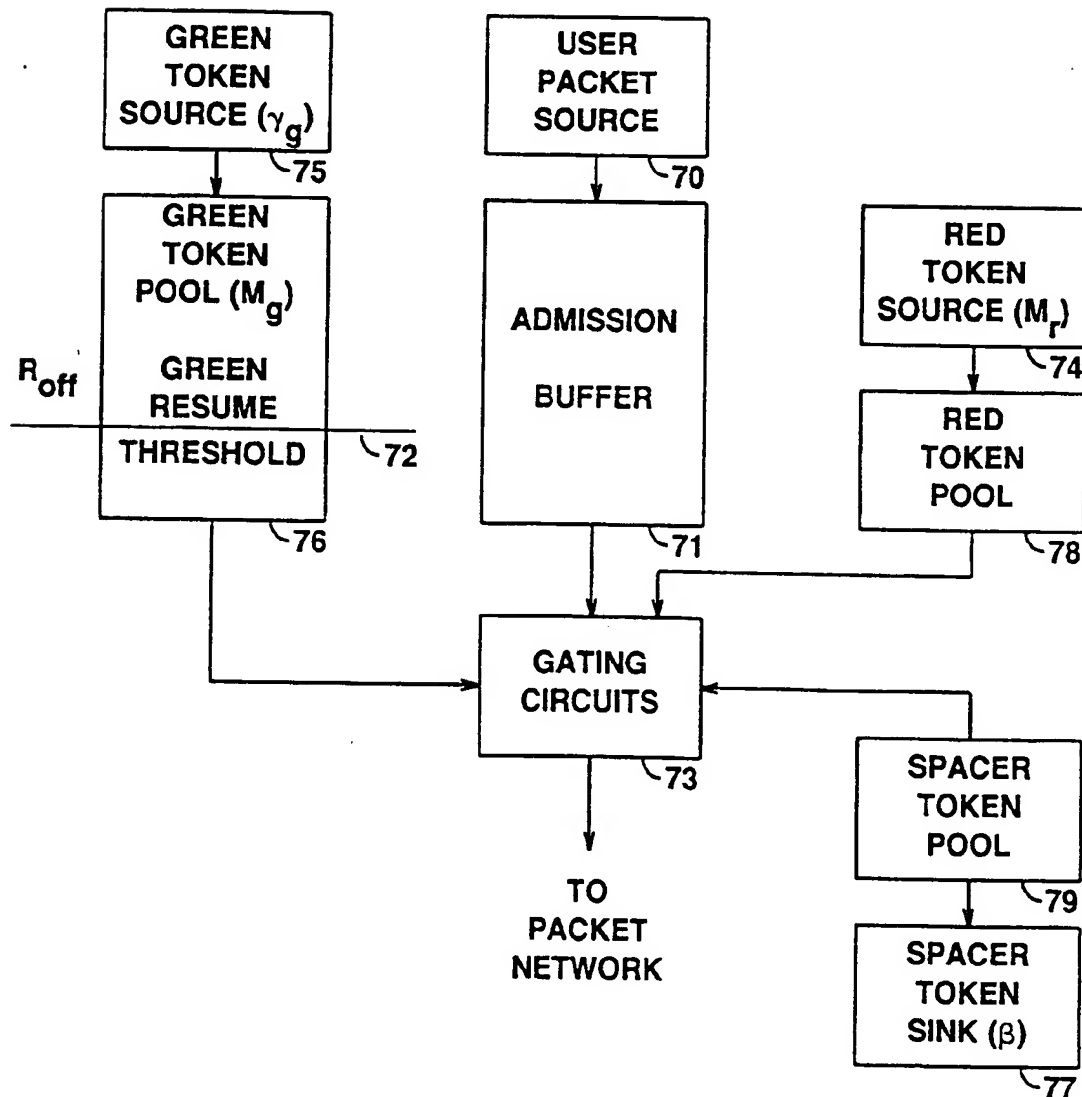 GREEN
TOKEN
SOURCE (γg)
75
USER
PACKET
SOURCE
70
GREEN
TOKEN
POOL (Mg)
Roff
GREEN
RESUME
THRESHOLD
72
76
ADMISSION
BUFFER
71
RED
TOKEN
SOURCE (Mr)
74
RED
TOKEN
POOL
78
GATING
CIRCUITS
73
SPACER
TOKEN
POOL
79
TO
PACKET
NETWORK
SPACER
TOKEN
SINK (β)
77